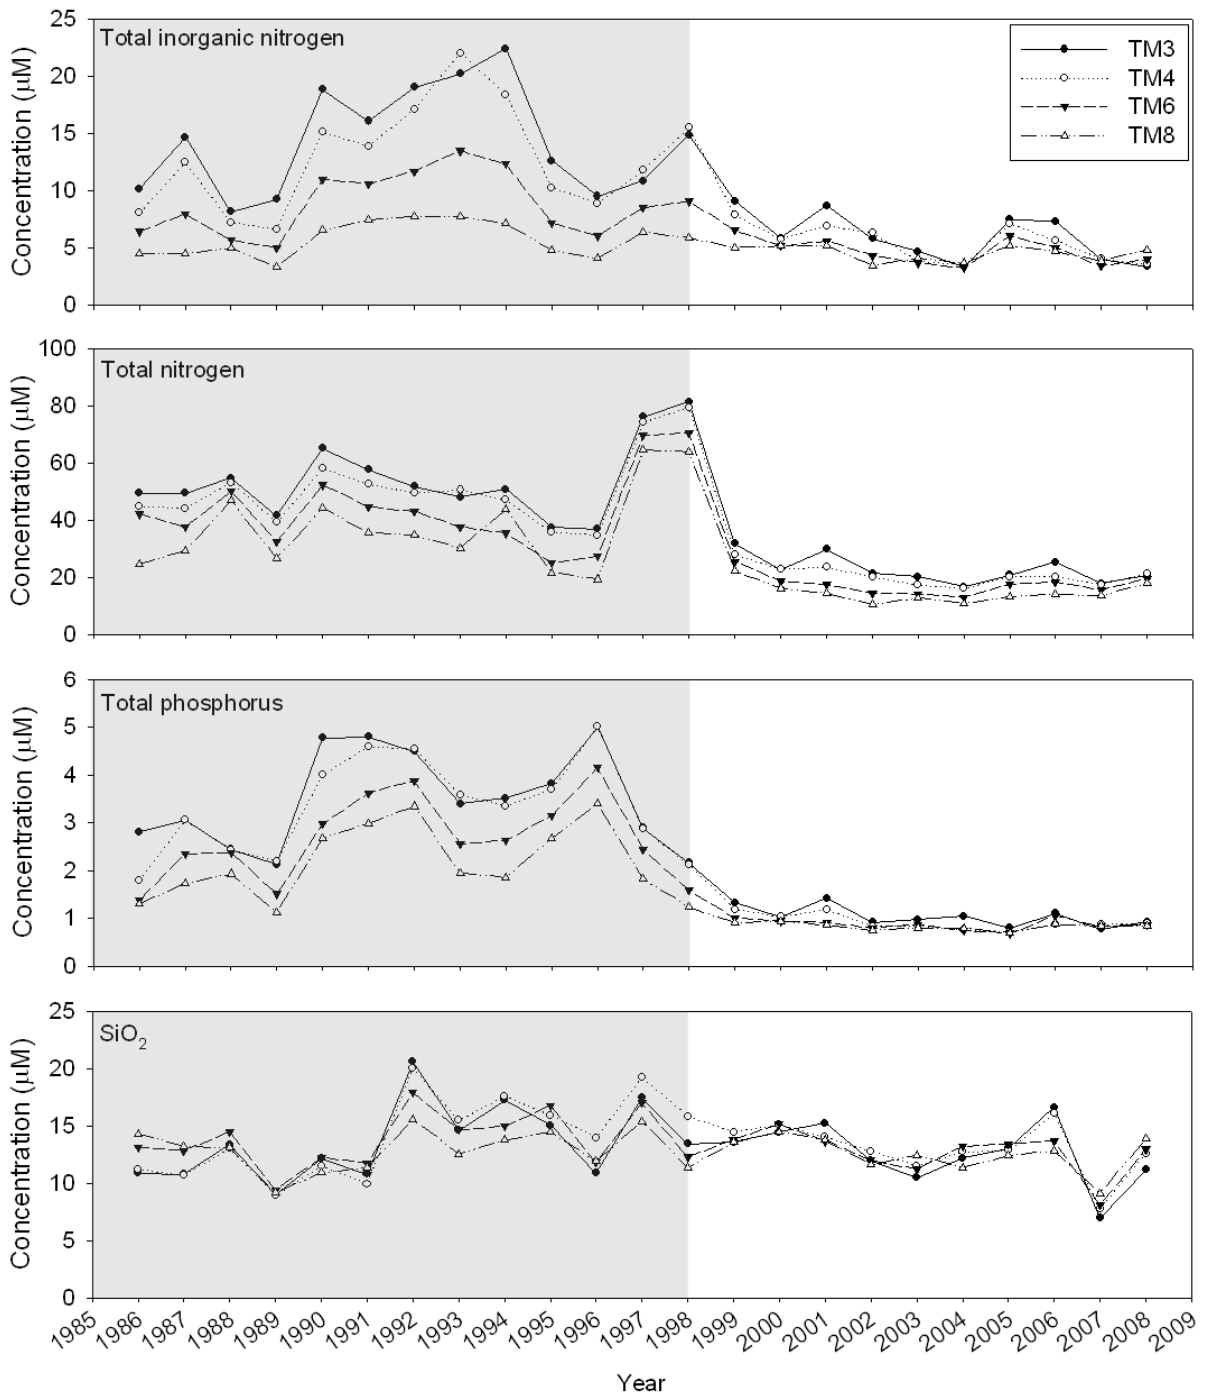 Total inorganic nitrogen
TM3
TM4
TM6
TM8
Concentration (µM)
25
20
15
10
5
0
Total nitrogen
Concentration (µM)
100
80
60
40
20
0
Total phosphorus
Concentration (µM)
6
5
4
3
2
1
0
SiO2
Concentration (µM)
25
20
15
10
5
0
1985 1986 1987 1988 1989 1990 1991 1992 1993 1994 1995 1996 1997 1998 1999 2000 2001 2002 2003 2004 2005 2006 2007 2008 2009
Year